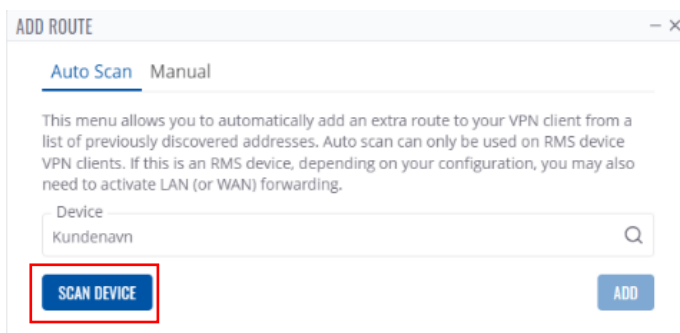 ADD ROUTE
Auto Scan Manual
This menu allows you to automatically add an extra route to your VPN client from a
list of previously discovered addresses. Auto scan can only be used on RMS device
VPN clients. If this is an RMS device, depending on your configuration, you may also
need to activate LAN (or WAN) forwarding.
Device
Kundenavn
SCAN DEVICE ADD